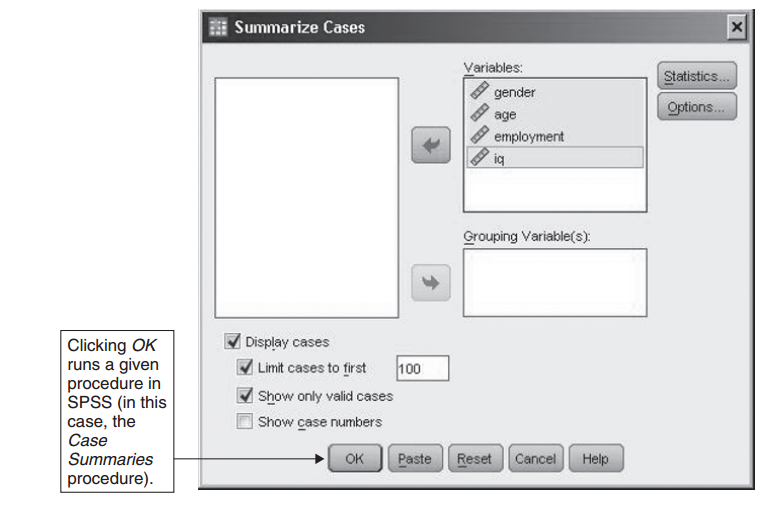 Summarize Cases
Variables:
Statistics...
gender
Options...
age
employment
iq
Grouping Variable(s):
Display cases
Limit cases to first 100
Show only valid cases
Show case numbers
OK Paste Reset Cancel Help
Clicking OK
runs a given
procedure in
SPSS (in this
case, the
Case
Summaries
procedure).